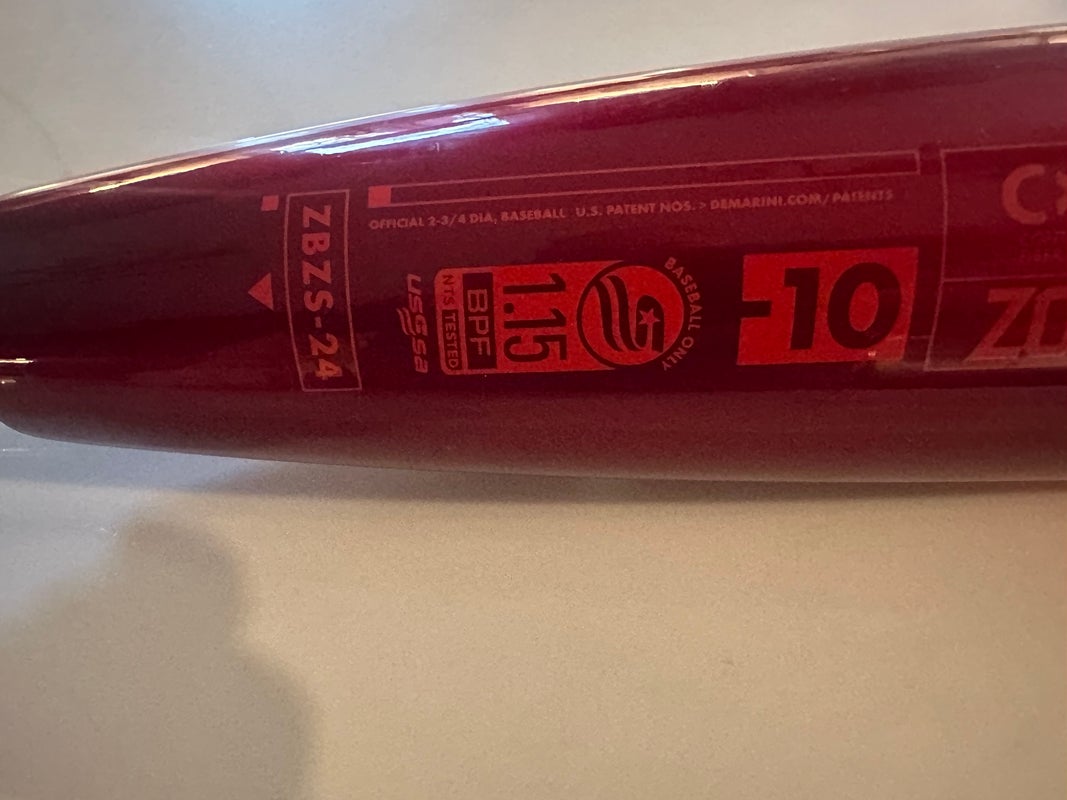 ZBZS-24
OFFICIAL 2-3/4 DIA, BASEBALL U.S. PATENT NOS. > DEMARINI.COM/PATENTS
USSSA
NTS TESTED
BPF
1.15
BASEBALL ONLY
-10